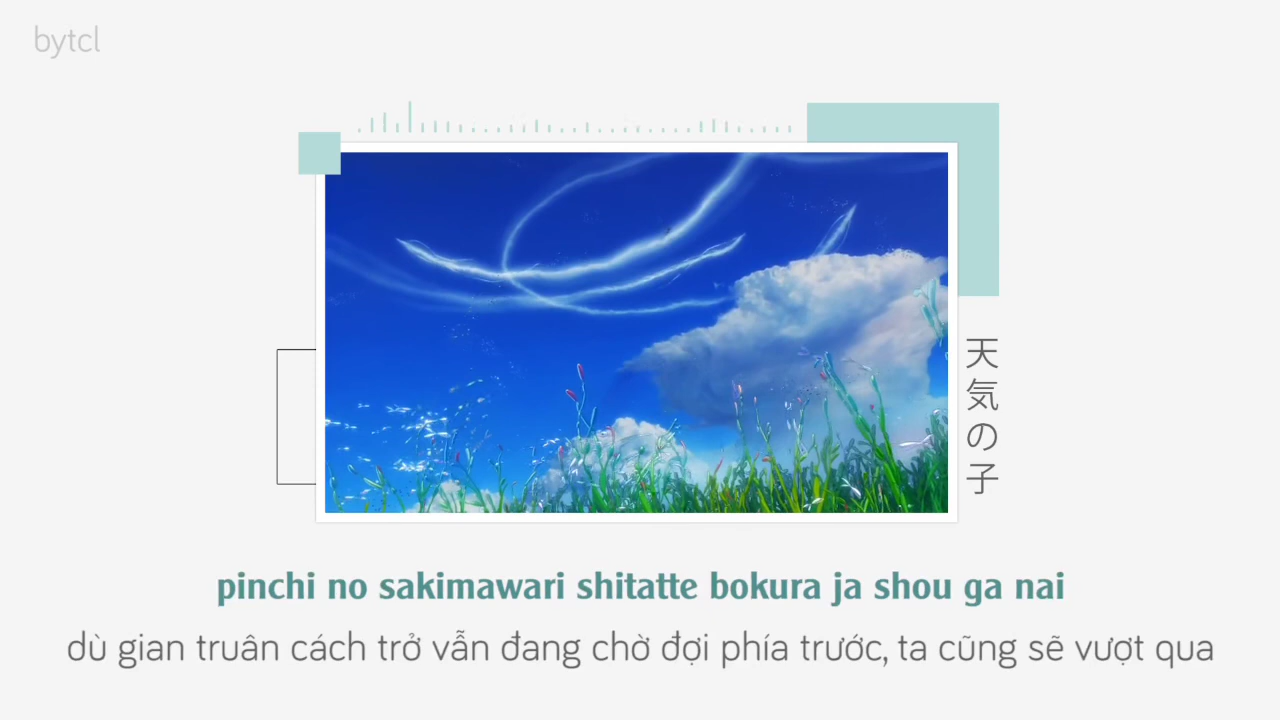 bytcl
天気の子
pinchi no sakimawari shitatte bokura ja shou ga nai
dù gian truân cách trở vẫn đang chờ đợi phía trước, ta cũng sẽ vượt qua